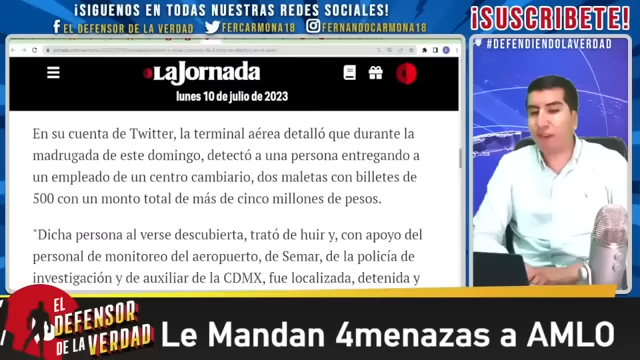 ¡SIGUENOS EN TODAS NUESTRAS REDES SOCIALES!
EL DEFENSOR DE LA VERDAD
FERCARMONA18
@FERNANDOCARMONA18
¡SUSCRIBETE!
#DEFENDIENDOLAVERDAD
La Jornada
lunes 10 de julio de 2023
En su cuenta de Twitter, la terminal aérea detalló que durante la
madrugada de este domingo, detectó a una persona entregando a
un empleado de un centro cambiario, dos maletas con billetes de
500 con un monto total de más de cinco millones de pesos.
"Dicha persona al verse descubierta, trató de huir y, con apoyo del
personal de monitoreo del aeropuerto, de Semar, de la policía de
investigación y de auxiliar de la CDMX, fue localizada, detenida y
EL
DEFENSOR
DE LA VERDAD
Le Mandan 4menazas a AMLO